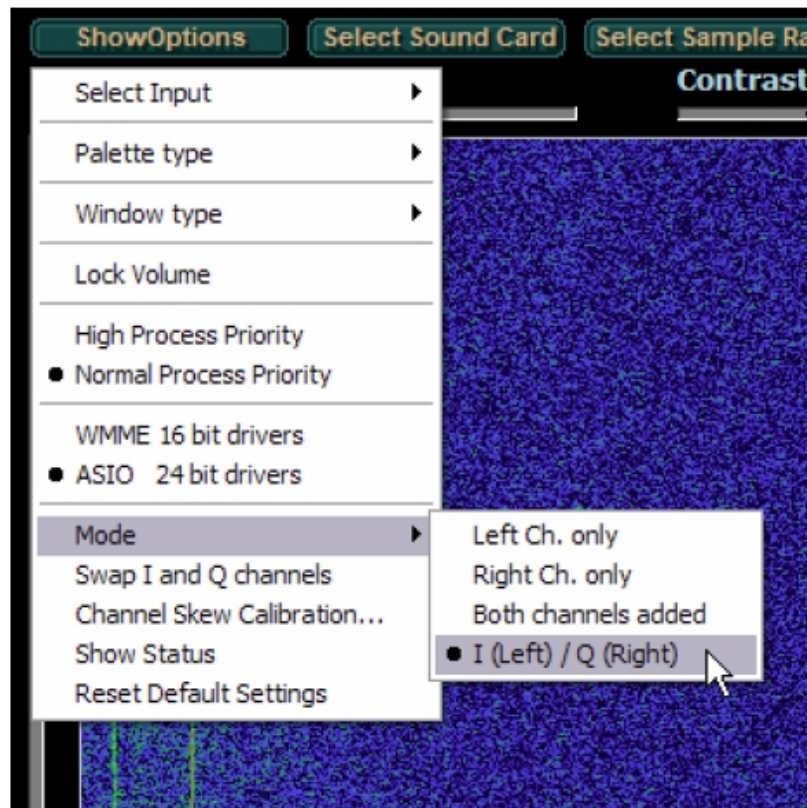 ShowOptions Select Sound Card Select Sample Ra
Contrast
Select Input
Palette type
Window type
Lock Volume
High Process Priority
Normal Process Priority
WMME 16 bit drivers
ASIO 24 bit drivers
Mode
Left Ch. only
Swap I and Q channels
Right Ch. only
Channel Skew Calibration...
Both channels added
Show Status
I (Left) / Q (Right)
Reset Default Settings